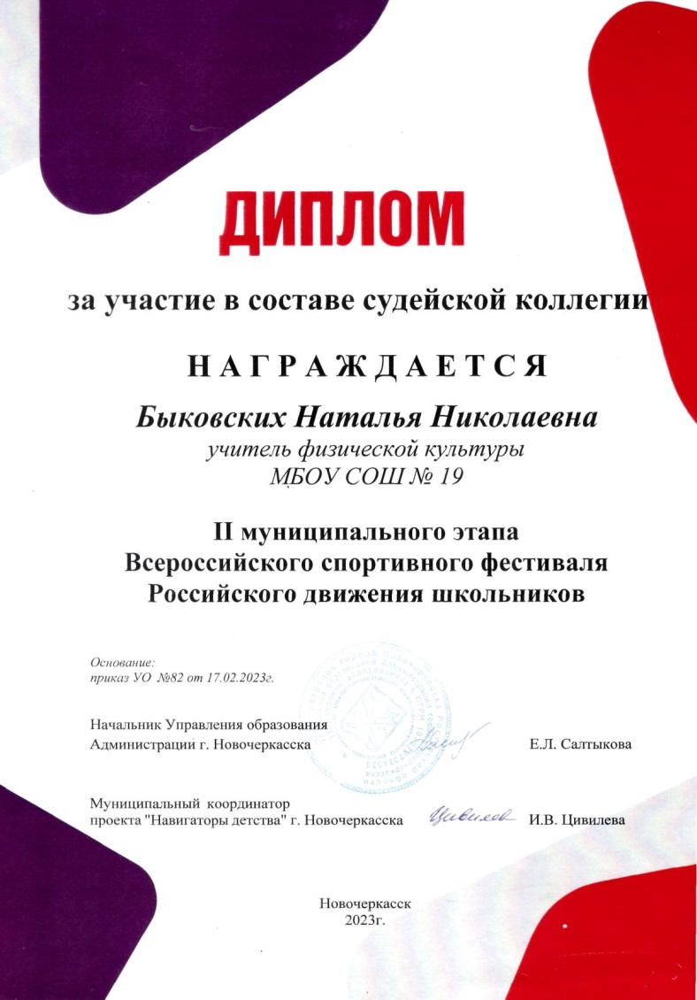 ДИПЛОМ
за участие в составе судейской коллегии
НАГРАЖДАЕТСЯ
Быковских Наталья Николаевна
учитель физической культуры
МБОУ СОШ № 19
II муниципального этапа
Всероссийского спортивного фестиваля
Российского движения школьников
Основание:
приказ УО №82 от 17.02.2023г.
Начальник Управления образования
Администрации г. Новочеркасска
Е.Л. Салтыкова
Муниципальный координатор
проекта "Навигаторы детства" г. Новочеркасска
Цивилев
И.В. Цивилева
Новочеркасск
2023г.